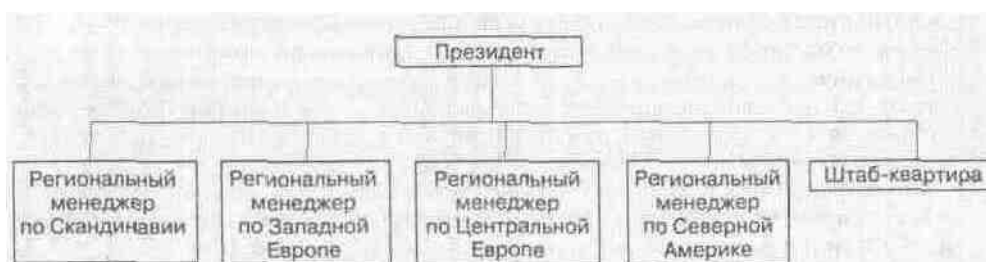 Президент
Региональный
менеджер
по Скандинавии
Региональный
менеджер
по Западной
Европе
Региональный
менеджер
по Центральной
Европе
Региональный
менеджер
по Северной
Америке
Штаб-квартира